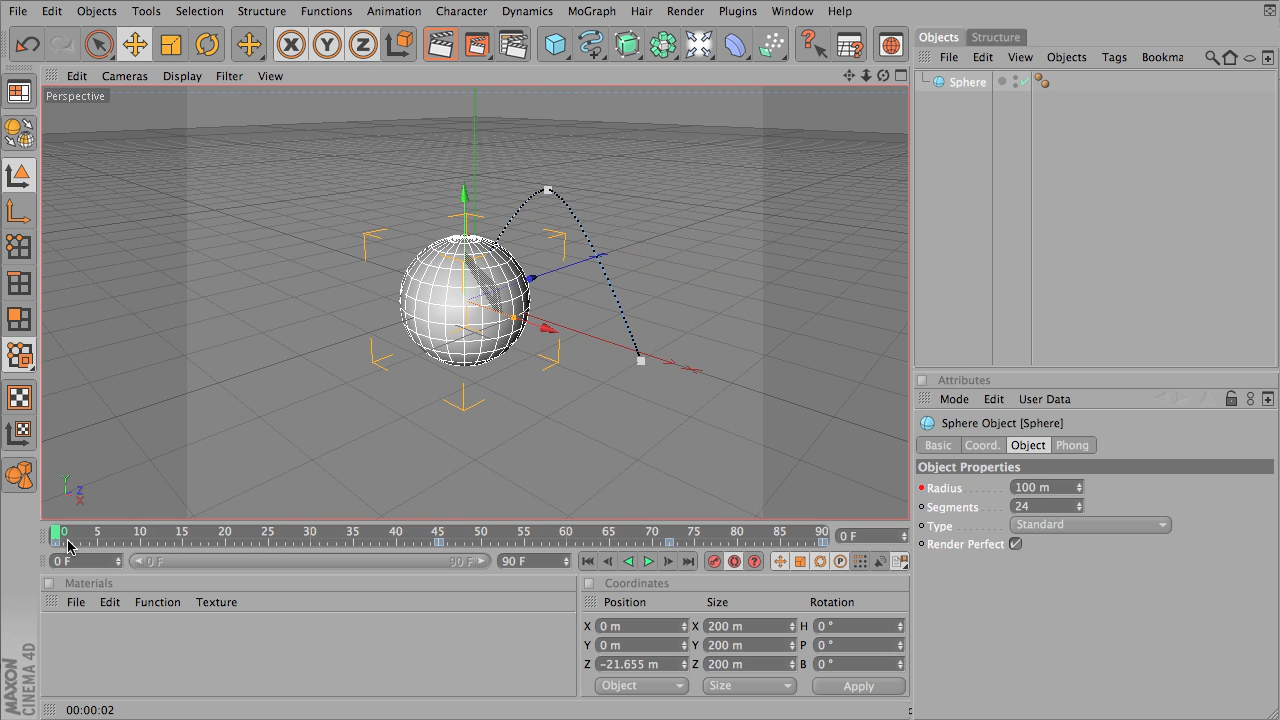 File Edit Objects Tools Selection Structure Functions Animation Character Dynamics MoGraph Hair Render Plugins Window Help
X Y Z
Objects Structure
File Edit View Objects Tags Bookma
Edit Cameras Display Filter View
Perspective
Sphere
Y
Z
X
Attributes
Mode Edit User Data
Sphere Object [Sphere]
Basic Coord. Object Phong
Object Properties
Radius 100 m
Segments 24
Type Standard
Render Perfect
0 5 10 15 20 25 30 35 40 45 50 55 60 65 70 75 80 85 90 0 F
0 F 0 F 90 F 90 F P
Materials
File Edit Function Texture
Coordinates
Position Size Rotation
X 0 m X 200 m H 0 °
Y 0 m Y 200 m P 0 °
Z -21.655 m Z 200 m B 0 °
Object Size Apply
MAXON
CINEMA 4D
00:00:02